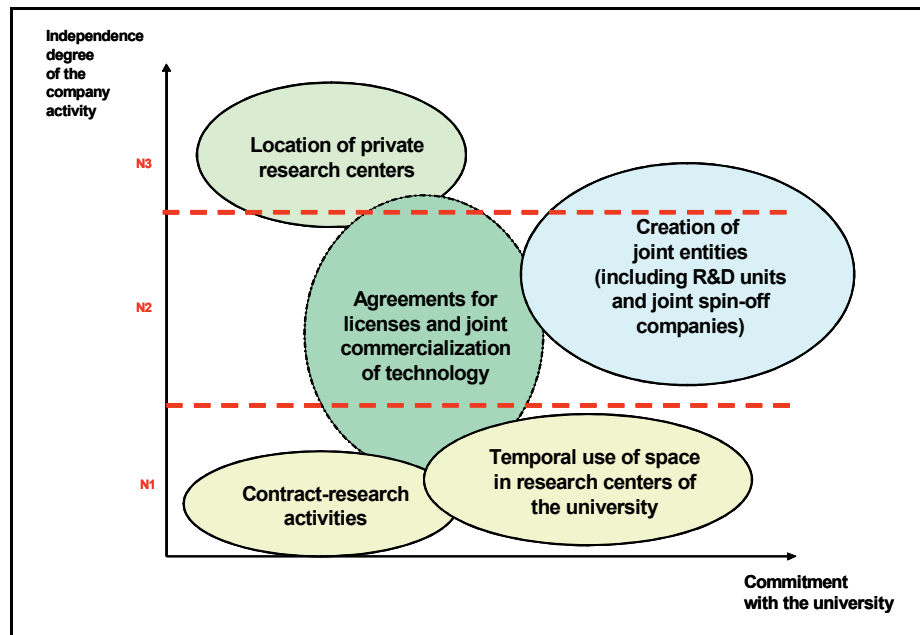 Independence
degree
of the
company
activity
N3
Location of private
research centers
Creation of
joint entities
(including R&D units
and joint spin-off
companies)
N2
Agreements for
licenses and joint
commercialization
of technology
Temporal use of space
in research centers of
the university
N1
Contract-research
activities
Commitment
with the university